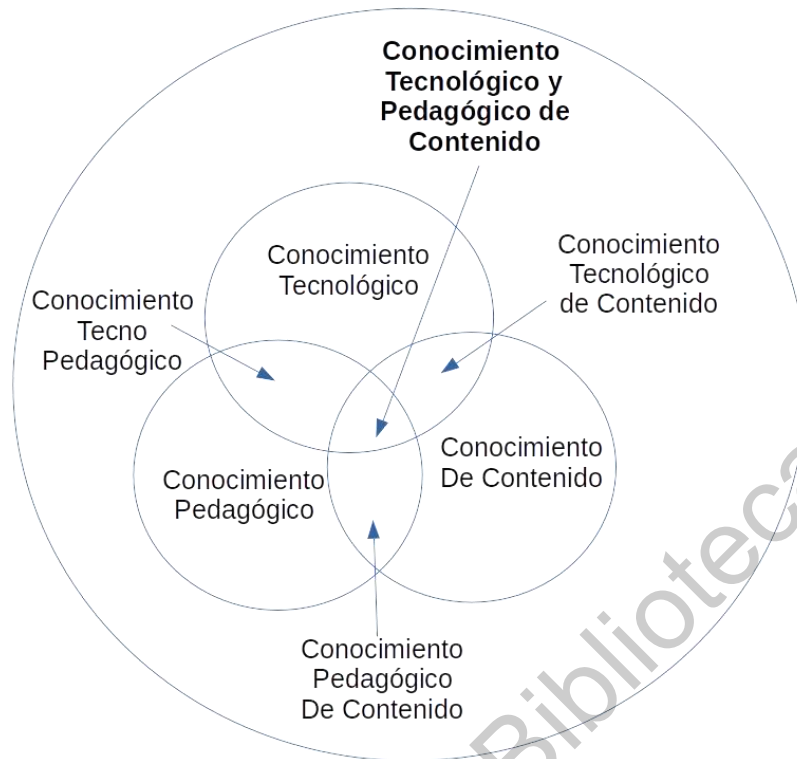 Conocimiento
Tecnológico y
Pedagógico de
Contenido
Conocimiento
Tecnológico
Conocimiento
Tecnológico
de Contenido
Conocimiento
Tecno
Pedagógico
Conocimiento
De Contenido
Conocimiento
Pedagógico
Conocimiento
Pedagógico
De Contenido